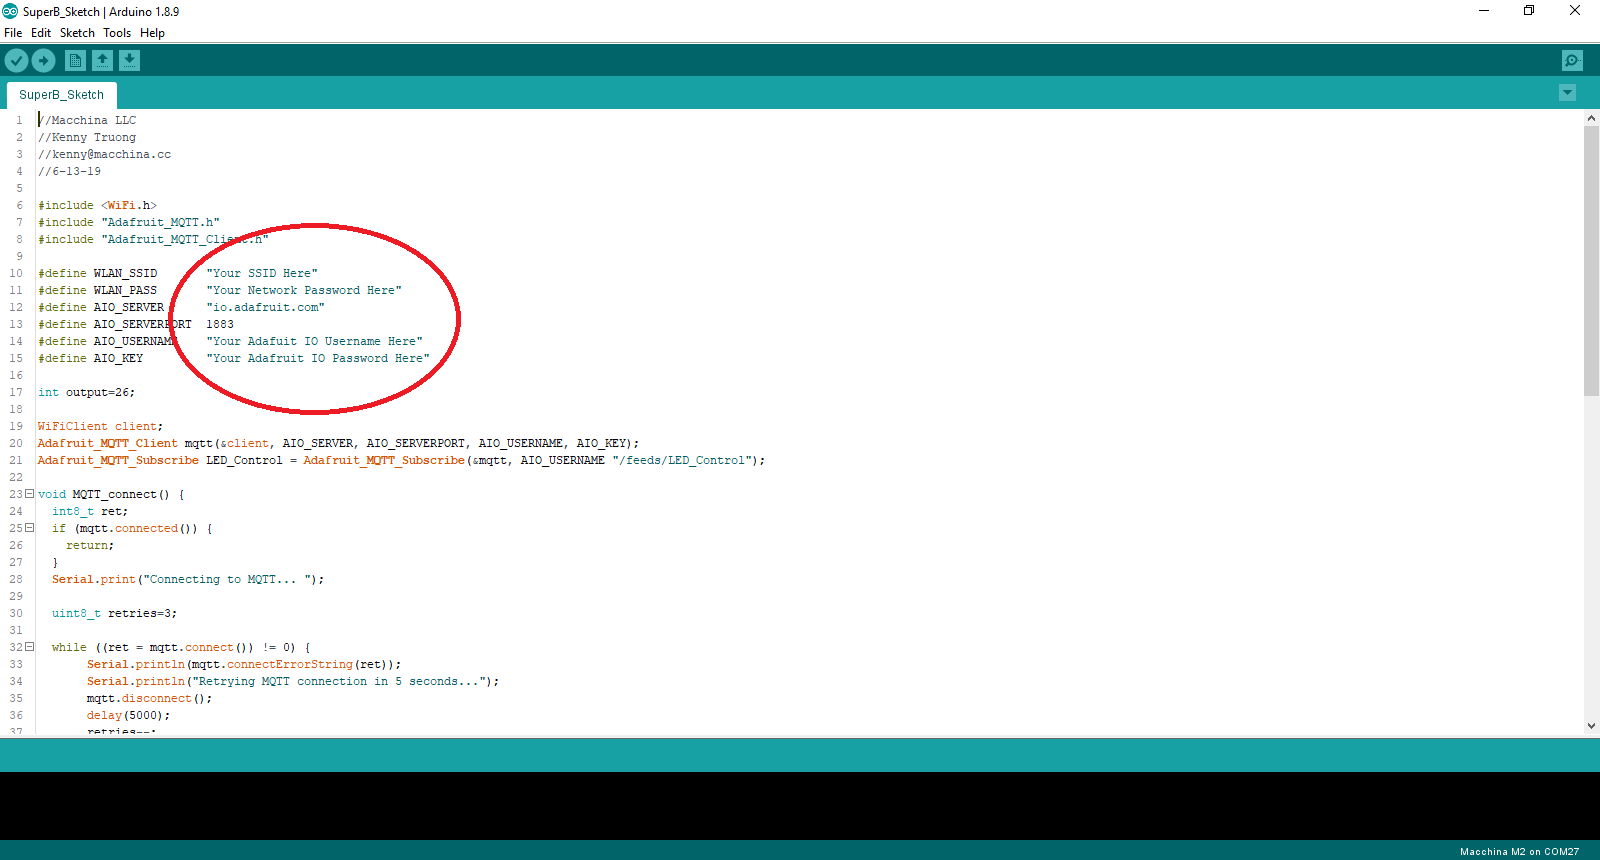 SuperB_Sketch | Arduino 1.8.9
File Edit Sketch Tools Help
SuperB_Sketch
1 //Macchina LLC
2 //Kenny Truong
3 //kenny@macchina.cc
4 //6-13-19
5
6 #include <WiFi.h>
7 #include "Adafruit_MQTT.h"
8 #include "Adafruit_MQTT_Client.h"
9
10 #define WLAN_SSID "Your SSID Here"
11 #define WLAN_PASS "Your Network Password Here"
12 #define AIO_SERVER "io.adafruit.com"
13 #define AIO_SERVERPORT 1883
14 #define AIO_USERNAME "Your Adafuit IO Username Here"
15 #define AIO_KEY "Your Adafruit IO Password Here"
16
17 int output=26;
18
19 WiFiClient client;
20 Adafruit_MQTT_Client mqtt(&client, AIO_SERVER, AIO_SERVERPORT, AIO_USERNAME, AIO_KEY);
21 Adafruit_MQTT_Subscribe LED_Control = Adafruit_MQTT_Subscribe(&mqtt, AIO_USERNAME "/feeds/LED_Control");
22
23 void MQTT_connect() {
24 int8_t ret;
25 if (mqtt.connected()) {
26 return;
27 }
28 Serial.print("Connecting to MQTT... ");
29
30 uint8_t retries=3;
31
32 while ((ret = mqtt.connect()) != 0) {
33 Serial.println(mqtt.connectErrorString(ret));
34 Serial.println("Retrying MQTT connection in 5 seconds...");
35 mqtt.disconnect();
36 delay(5000);
37 retries--;
Macchina M2 on COM27